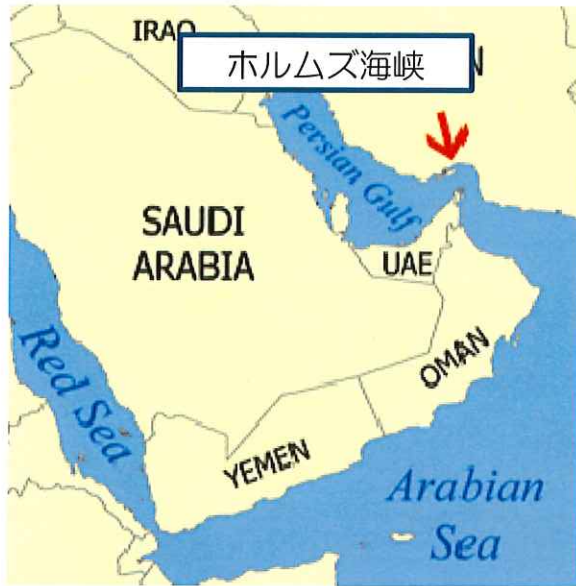 IRAQ
ホルムズ海峡
N
Persian Gulf
SAUDI
ARABIA
UAE
Red Sea
OMAN
YEMEN
Arabian
Sea